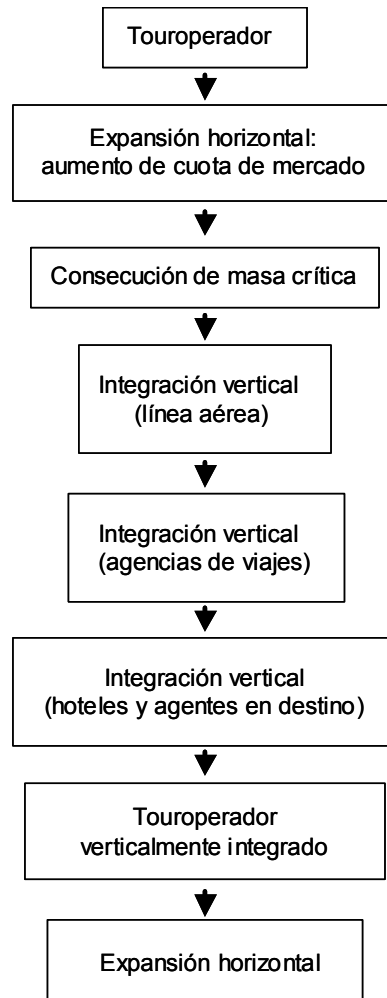 Touroperador
Expansión horizontal:
aumento de cuota de mercado
Consecución de masa crítica
Integración vertical
(línea aérea)
Integración vertical
(agencias de viajes)
Integración vertical
(hoteles y agentes en destino)
Touroperador
verticalmente integrado
Expansión horizontal